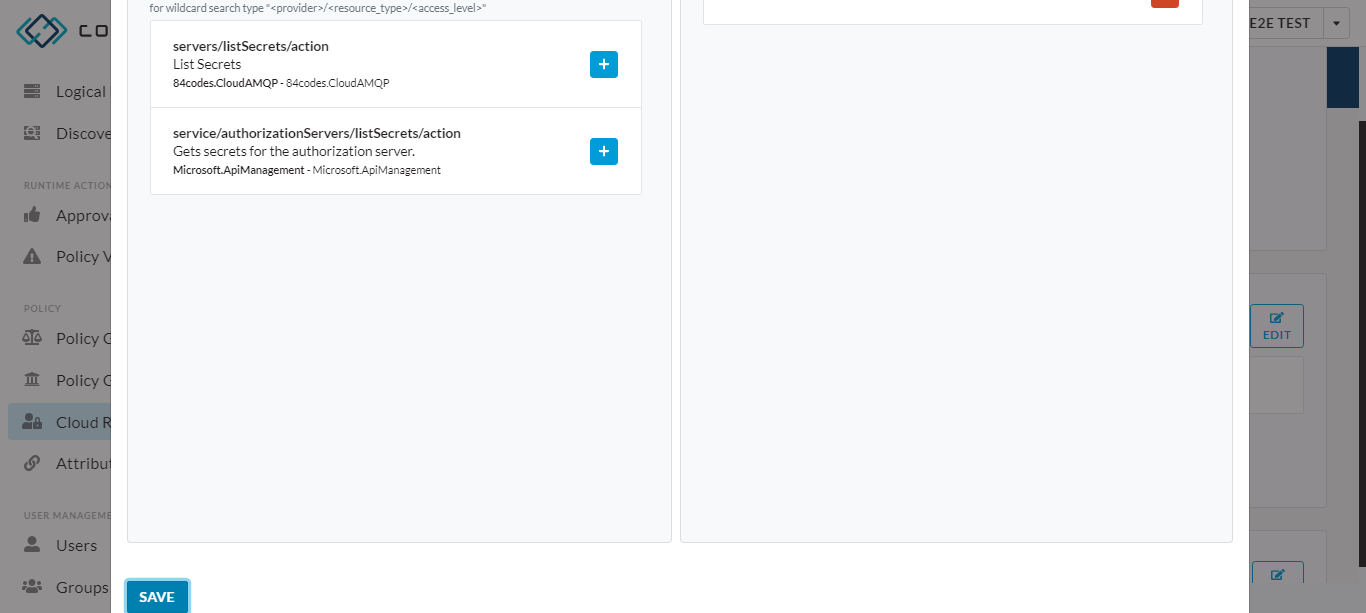 for wildcard search type "<provider>/<resource_type>/<access_level>"
CO
E2E TEST
servers/listSecrets/action
List Secrets
84codes.CloudAMQP - 84codes.CloudAMQP
service/authorizationServers/listSecrets/action
Gets secrets for the authorization server.
Microsoft.ApiManagement - Microsoft.ApiManagement
Logical
Discove
RUNTIME ACTION
Approva
Policy V
POLICY
Policy G
Policy G
Cloud R
Attribut
USER MANAGEME
Users
Groups
EDIT
SAVE